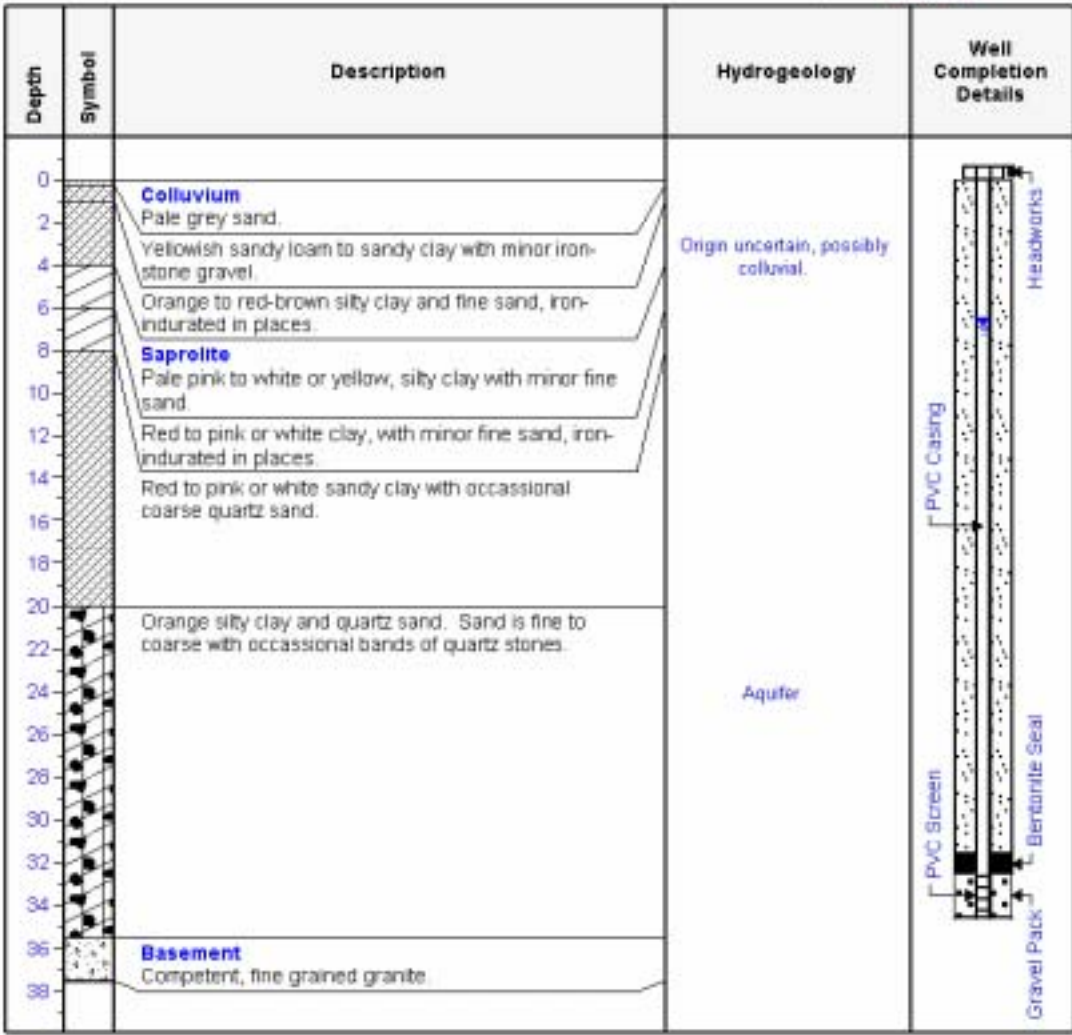 Depth
Symbol
Description
Hydrogeology
Well
Completion
Details
0
2
4
6
8
10
12
14
16
18
20
22
24
26
28
30
32
34
36
38
Colluvium
Pale grey sand.
Yellowish sandy loam to sandy clay with minor iron-
stone gravel.
Orange to red-brown silty clay and fine sand, iron-
indurated in places.
Saprolite
Pale pink to white or yellow, silty clay with minor fine
sand.
Red to pink or white clay, with minor fine sand, iron-
indurated in places.
Red to pink or white sandy clay with occassional
coarse quartz sand.
Orange silty clay and quartz sand. Sand is fine to
coarse with occassional bands of quartz stones.
Basement
Competent, fine grained granite.
Origin uncertain, possibly
colluvial.
Aquifer
Headworks
PVC Casing
PVC Screen
Bentonite Seal
Gravel Pack